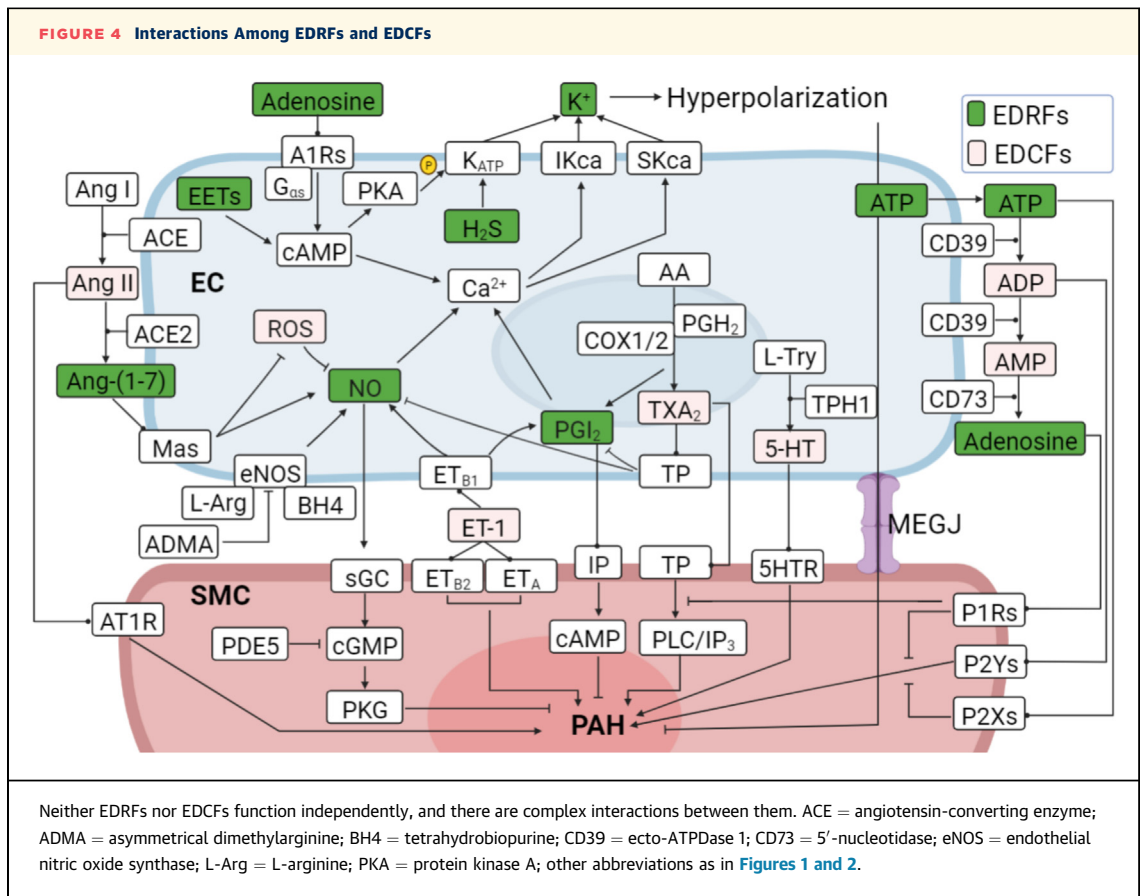 FIGURE 4 Interactions Among EDRFs and EDCFs
Adenosine
K⁺
Hyperpolarization
EDRFs
EDCFs
A1Rs
Gαs
P
KATP
IKca
SKca
Ang I
EETs
PKA
H₂S
ATP
ATP
ACE
cAMP
CD39
EC
Ang II
Ca²⁺
AA
ADP
ROS
ACE2
COX1/2
PGH₂
CD39
L-Try
AMP
Ang-(1-7)
NO
TXA₂
TPH1
CD73
Mas
PGI₂
5-HT
Adenosine
eNOS
ETB1
TP
L-Arg
BH4
ADMA
ET-1
MEGJ
SMC
sGC
ETB2
ETA
IP
TP
5HTR
AT1R
P1Rs
PDE5
cGMP
cAMP
PLC/IP₃
P2Ys
PKG
PAH
P2Xs
Neither EDRFs nor EDCFs function independently, and there are complex interactions between them. ACE = angiotensin-converting enzyme;
ADMA = asymmetrical dimethylarginine; BH4 = tetrahydrobiopurine; CD39 = ecto-ATPDase 1; CD73 = 5′-nucleotidase; eNOS = endothelial
nitric oxide synthase; L-Arg = L-arginine; PKA = protein kinase A; other abbreviations as in Figures 1 and 2.